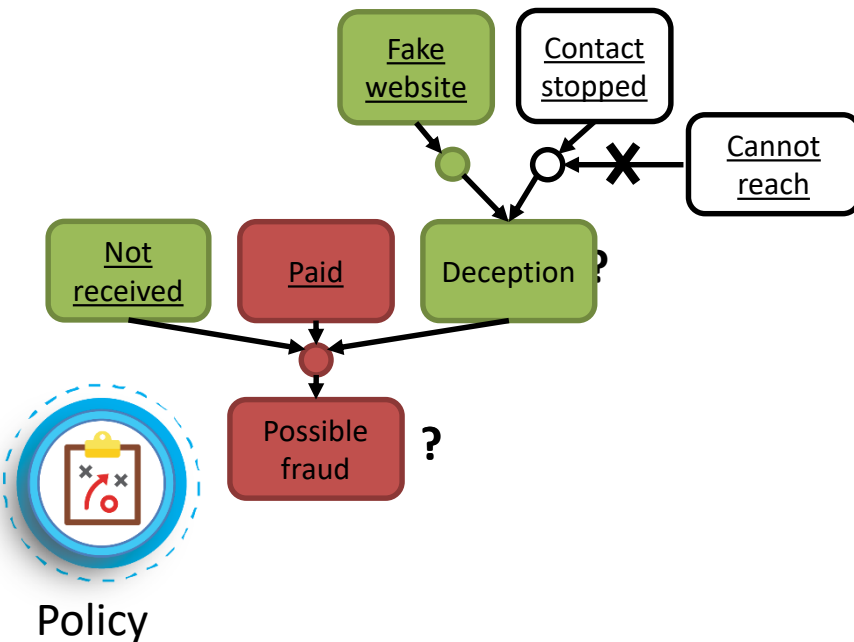 Fake
website
Contact
stopped
Cannot
reach
Not
received
Paid
Deception
?
Possible
fraud
?
Policy